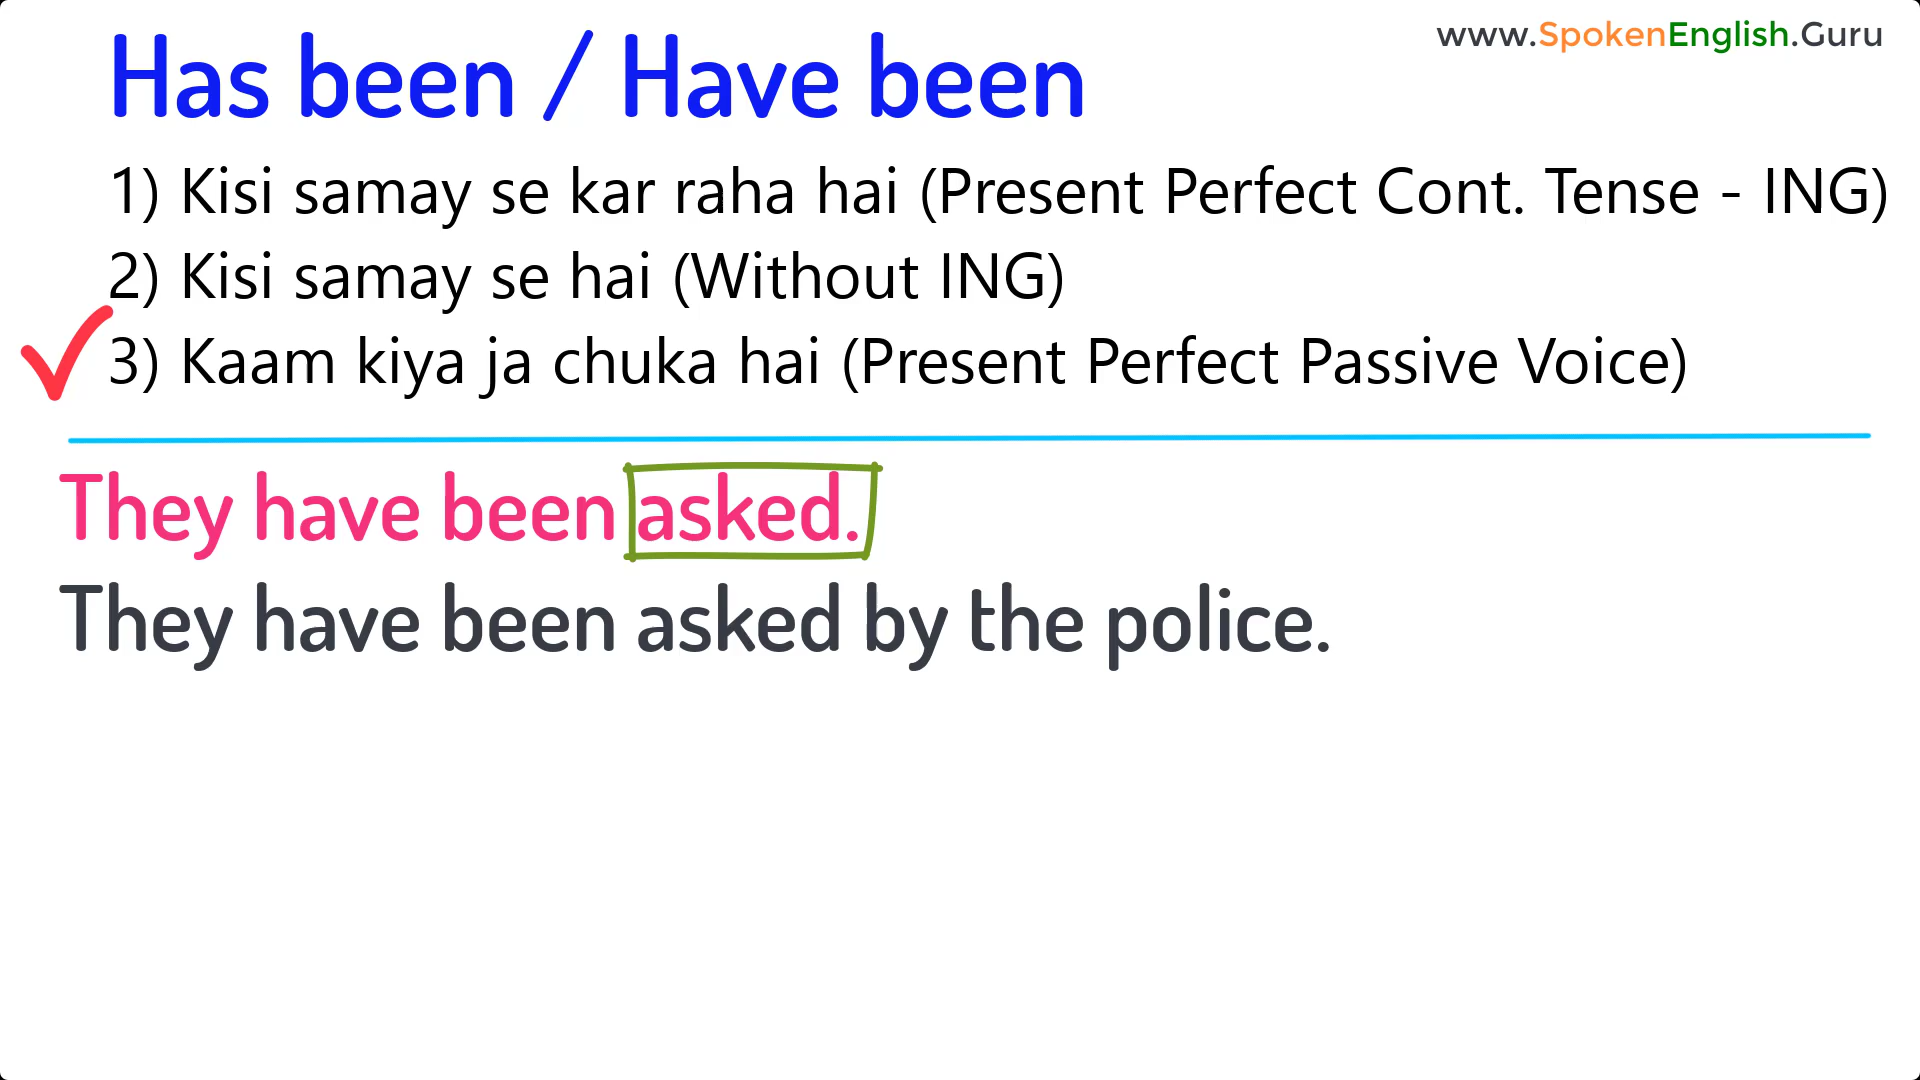 www.SpokenEnglish.Guru
Has been / Have been
1) Kisi samay se kar raha hai (Present Perfect Cont. Tense - ING)
2) Kisi samay se hai (Without ING)
3) Kaam kiya ja chuka hai (Present Perfect Passive Voice)
They have been asked.
They have been asked by the police.